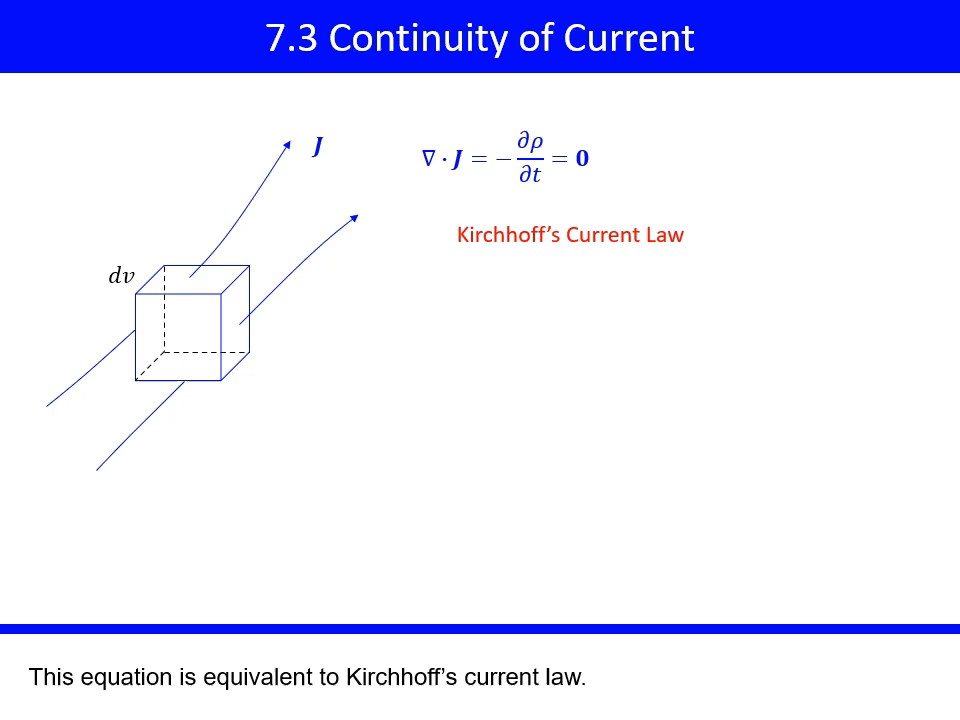 7.3 Continuity of Current
J
∇ · J = − ∂ρ/∂t = 0
Kirchhoff’s Current Law
dv
This equation is equivalent to Kirchhoff’s current law.